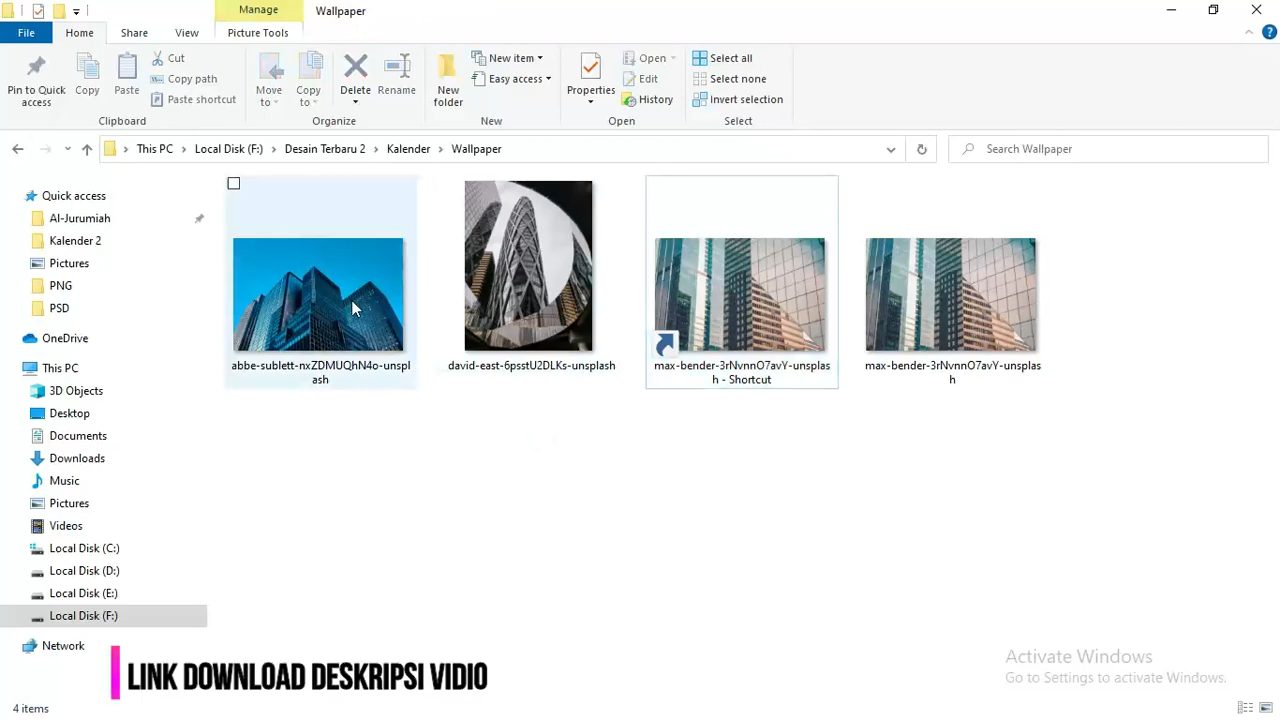 Manage
Wallpaper
File
Home
Share
View
Picture Tools
Pin to Quick access
Copy
Paste
Cut
Copy path
Paste shortcut
Clipboard
Move to
Copy to
Delete
Rename
Organize
New folder
New item
Easy access
New
Properties
Open
Edit
History
Open
Select all
Select none
Invert selection
Select
This PC
Local Disk (F:)
Desain Terbaru 2
Kalender
Wallpaper
Search Wallpaper
Quick access
Al-Jurumiah
Kalender 2
Pictures
PNG
PSD
OneDrive
This PC
3D Objects
Desktop
Documents
Downloads
Music
Pictures
Videos
Local Disk (C:)
Local Disk (D:)
Local Disk (E:)
Local Disk (F:)
Network
abbe-sublett-nxZDMUQhN4o-unspl
ash
david-east-6psstU2DLKs-unsplash
max-bender-3rNvnnO7avY-unsplas
h - Shortcut
max-bender-3rNvnnO7avY-unsplas
h
LINK DOWNLOAD DESKRIPSI VIDIO
Activate Windows
Go to Settings to activate Windows.
4 items